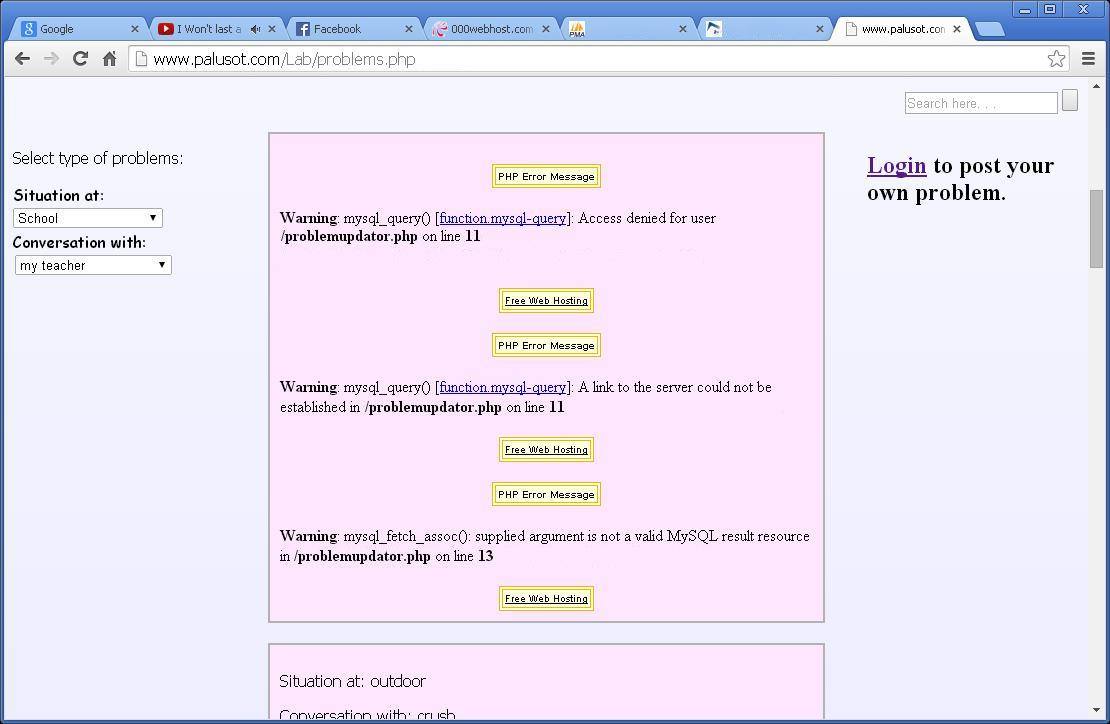 Google
I Won't last a
Facebook
000webhost.com
PMA
www.palusot.com
www.palusot.com/Lab/problems.php
Search here. . .
Select type of problems:
Situation at:
School
Conversation with:
my teacher
PHP Error Message
Warning: mysql_query() [function.mysql-query]: Access denied for user
/problemupdator.php on line 11
Free Web Hosting
PHP Error Message
Warning: mysql_query() [function.mysql-query]: A link to the server could not be
established in /problemupdator.php on line 11
Free Web Hosting
PHP Error Message
Warning: mysql_fetch_assoc(): supplied argument is not a valid MySQL result resource
in /problemupdator.php on line 13
Free Web Hosting
Situation at: outdoor
Conversation with: crush
Login to post your
own problem.